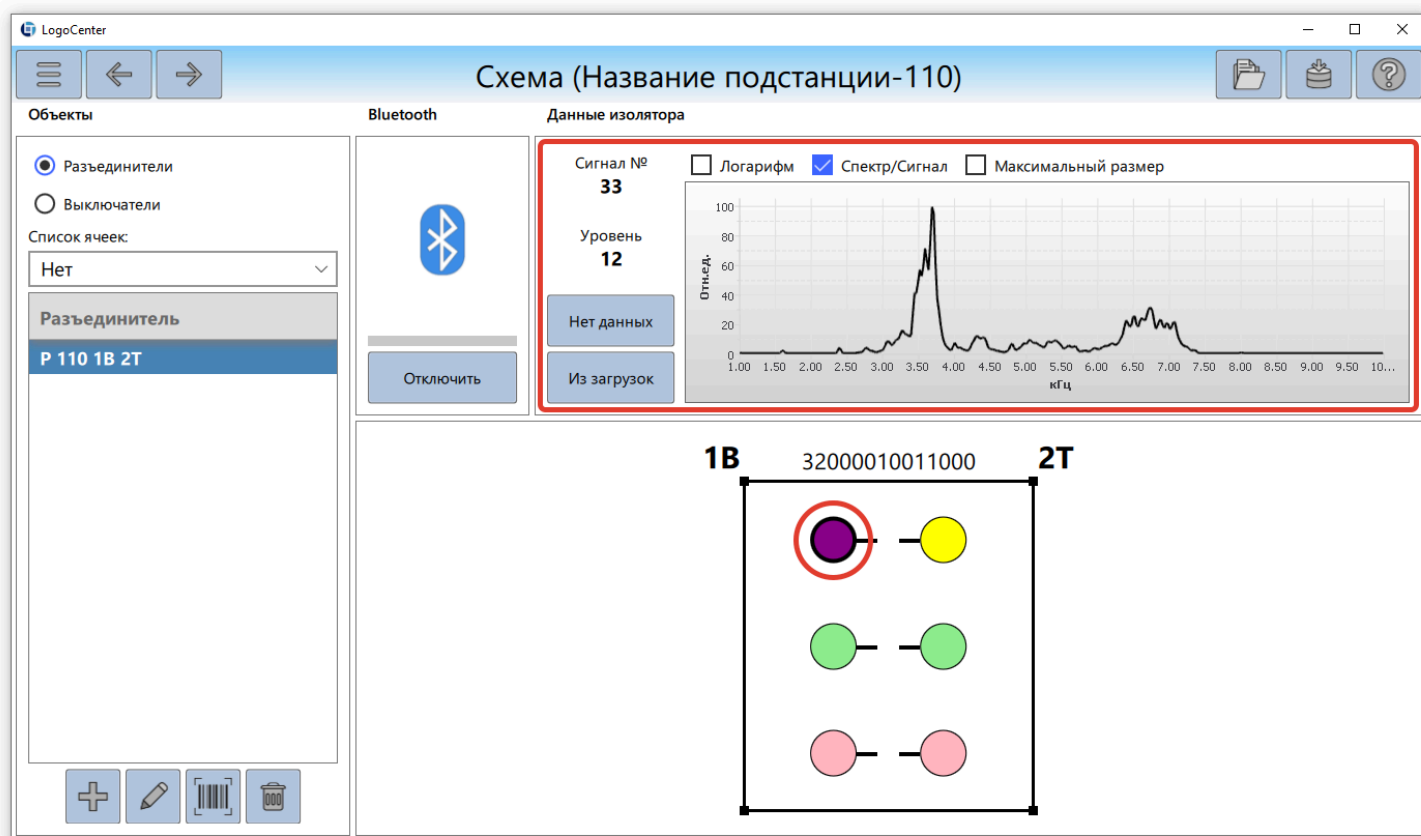 LogoCenter
Схема (Название подстанции-110)
Объекты
Bluetooth
Данные изолятора
Разъединители
Выключатели
Список ячеек:
Нет
Разъединитель
Р 110 1В 2Т
Отключить
Сигнал №
33
Уровень
12
Нет данных
Из загрузок
Логарифм
Спектр/Сигнал
Максимальный размер
Отн.ед.
100
80
60
40
20
0
1.00 1.50 2.00 2.50 3.00 3.50 4.00 4.50 5.00 5.50 6.00 6.50 7.00 7.50 8.00 8.50 9.00 9.50 10...
кГц
1В 32000010011000 2Т